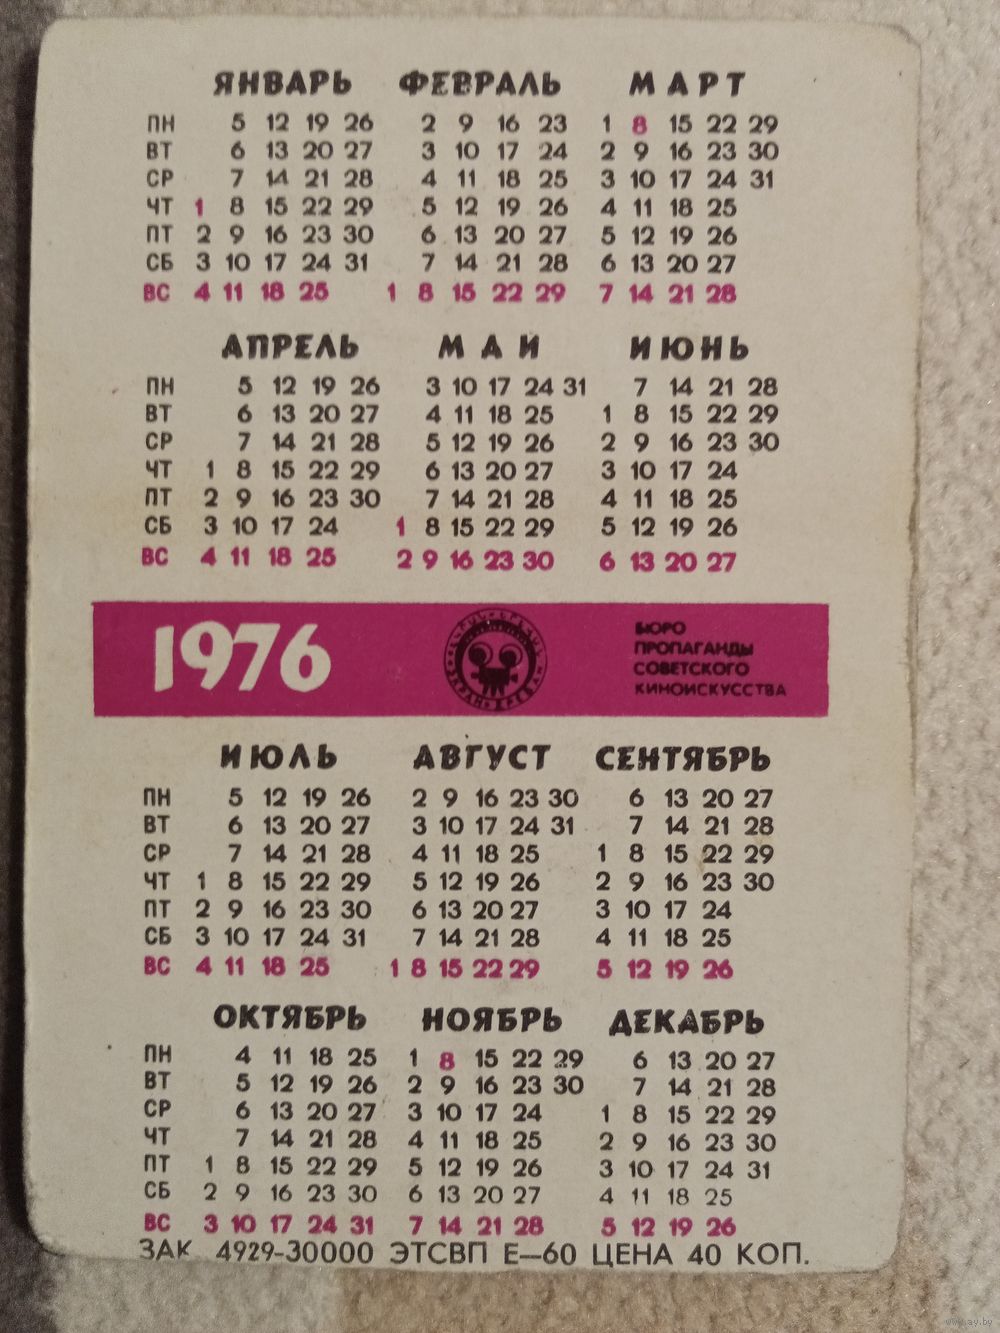 ЯНВАРЬ ФЕВРАЛЬ МАРТ
ПН 5 12 19 26 2 9 16 23 1 8 15 22 29
ВТ 6 13 20 27 3 10 17 24 2 9 16 23 30
СР 7 14 21 28 4 11 18 25 3 10 17 24 31
ЧТ 1 8 15 22 29 5 12 19 26 4 11 18 25
ПТ 2 9 16 23 30 6 13 20 27 5 12 19 26
СБ 3 10 17 24 31 7 14 21 28 6 13 20 27
ВС 4 11 18 25 1 8 15 22 29 7 14 21 28
АПРЕЛЬ МАЙ ИЮНЬ
ПН 5 12 19 26 3 10 17 24 31 7 14 21 28
ВТ 6 13 20 27 4 11 18 25 1 8 15 22 29
СР 7 14 21 28 5 12 19 26 2 9 16 23 30
ЧТ 1 8 15 22 29 6 13 20 27 3 10 17 24
ПТ 2 9 16 23 30 7 14 21 28 4 11 18 25
СБ 3 10 17 24 1 8 15 22 29 5 12 19 26
ВС 4 11 18 25 2 9 16 23 30 6 13 20 27
1976
БЮРО
ПРОПАГАНДЫ
СОВЕТСКОГО
КИНОИСКУССТВА
ИЮЛЬ АВГУСТ СЕНТЯБРЬ
ПН 5 12 19 26 2 9 16 23 30 6 13 20 27
ВТ 6 13 20 27 3 10 17 24 31 7 14 21 28
СР 7 14 21 28 4 11 18 25 1 8 15 22 29
ЧТ 1 8 15 22 29 5 12 19 26 2 9 16 23 30
ПТ 2 9 16 23 30 6 13 20 27 3 10 17 24
СБ 3 10 17 24 31 7 14 21 28 4 11 18 25
ВС 4 11 18 25 1 8 15 22 29 5 12 19 26
ОКТЯБРЬ НОЯБРЬ ДЕКАБРЬ
ПН 4 11 18 25 1 8 15 22 29 6 13 20 27
ВТ 5 12 19 26 2 9 16 23 30 7 14 21 28
СР 6 13 20 27 3 10 17 24 1 8 15 22 29
ЧТ 7 14 21 28 4 11 18 25 2 9 16 23 30
ПТ 1 8 15 22 29 5 12 19 26 3 10 17 24 31
СБ 2 9 16 23 30 6 13 20 27 4 11 18 25
ВС 3 10 17 24 31 7 14 21 28 5 12 19 26
ЗАК 4929-30000 ЭТСВП Е—60 ЦЕНА 40 КОП.
www.ay.by